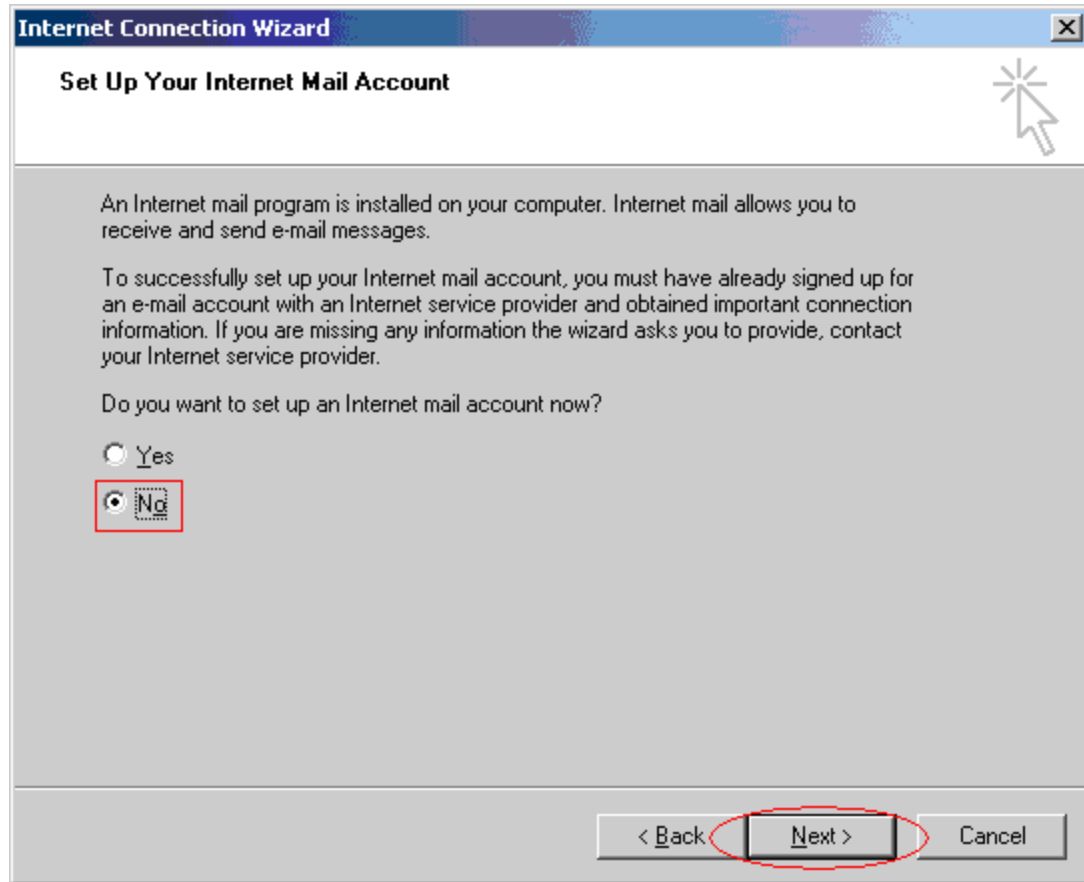 Internet Connection Wizard
Set Up Your Internet Mail Account
An Internet mail program is installed on your computer. Internet mail allows you to
receive and send e-mail messages.
To successfully set up your Internet mail account, you must have already signed up for
an e-mail account with an Internet service provider and obtained important connection
information. If you are missing any information the wizard asks you to provide, contact
your Internet service provider.
Do you want to set up an Internet mail account now?
Yes
No
< Back Next > Cancel